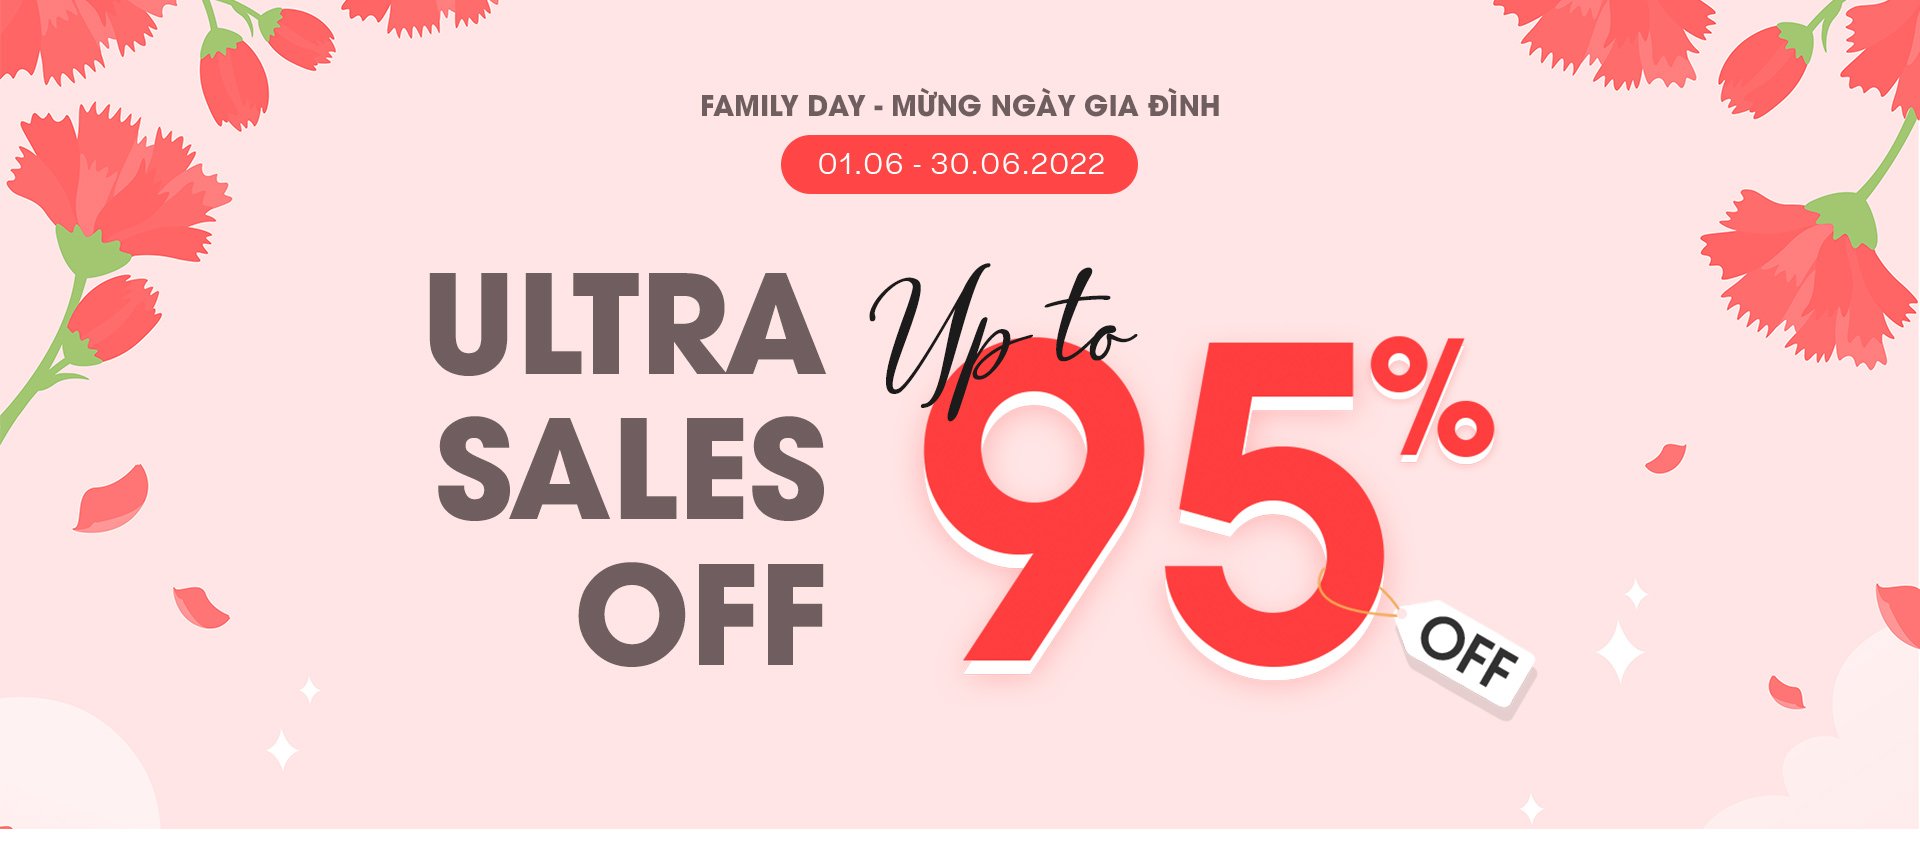 FAMILY DAY - MỪNG NGÀY GIA ĐÌNH
01.06 - 30.06.2022
ULTRA
SALES
OFF
Up to
95%
OFF